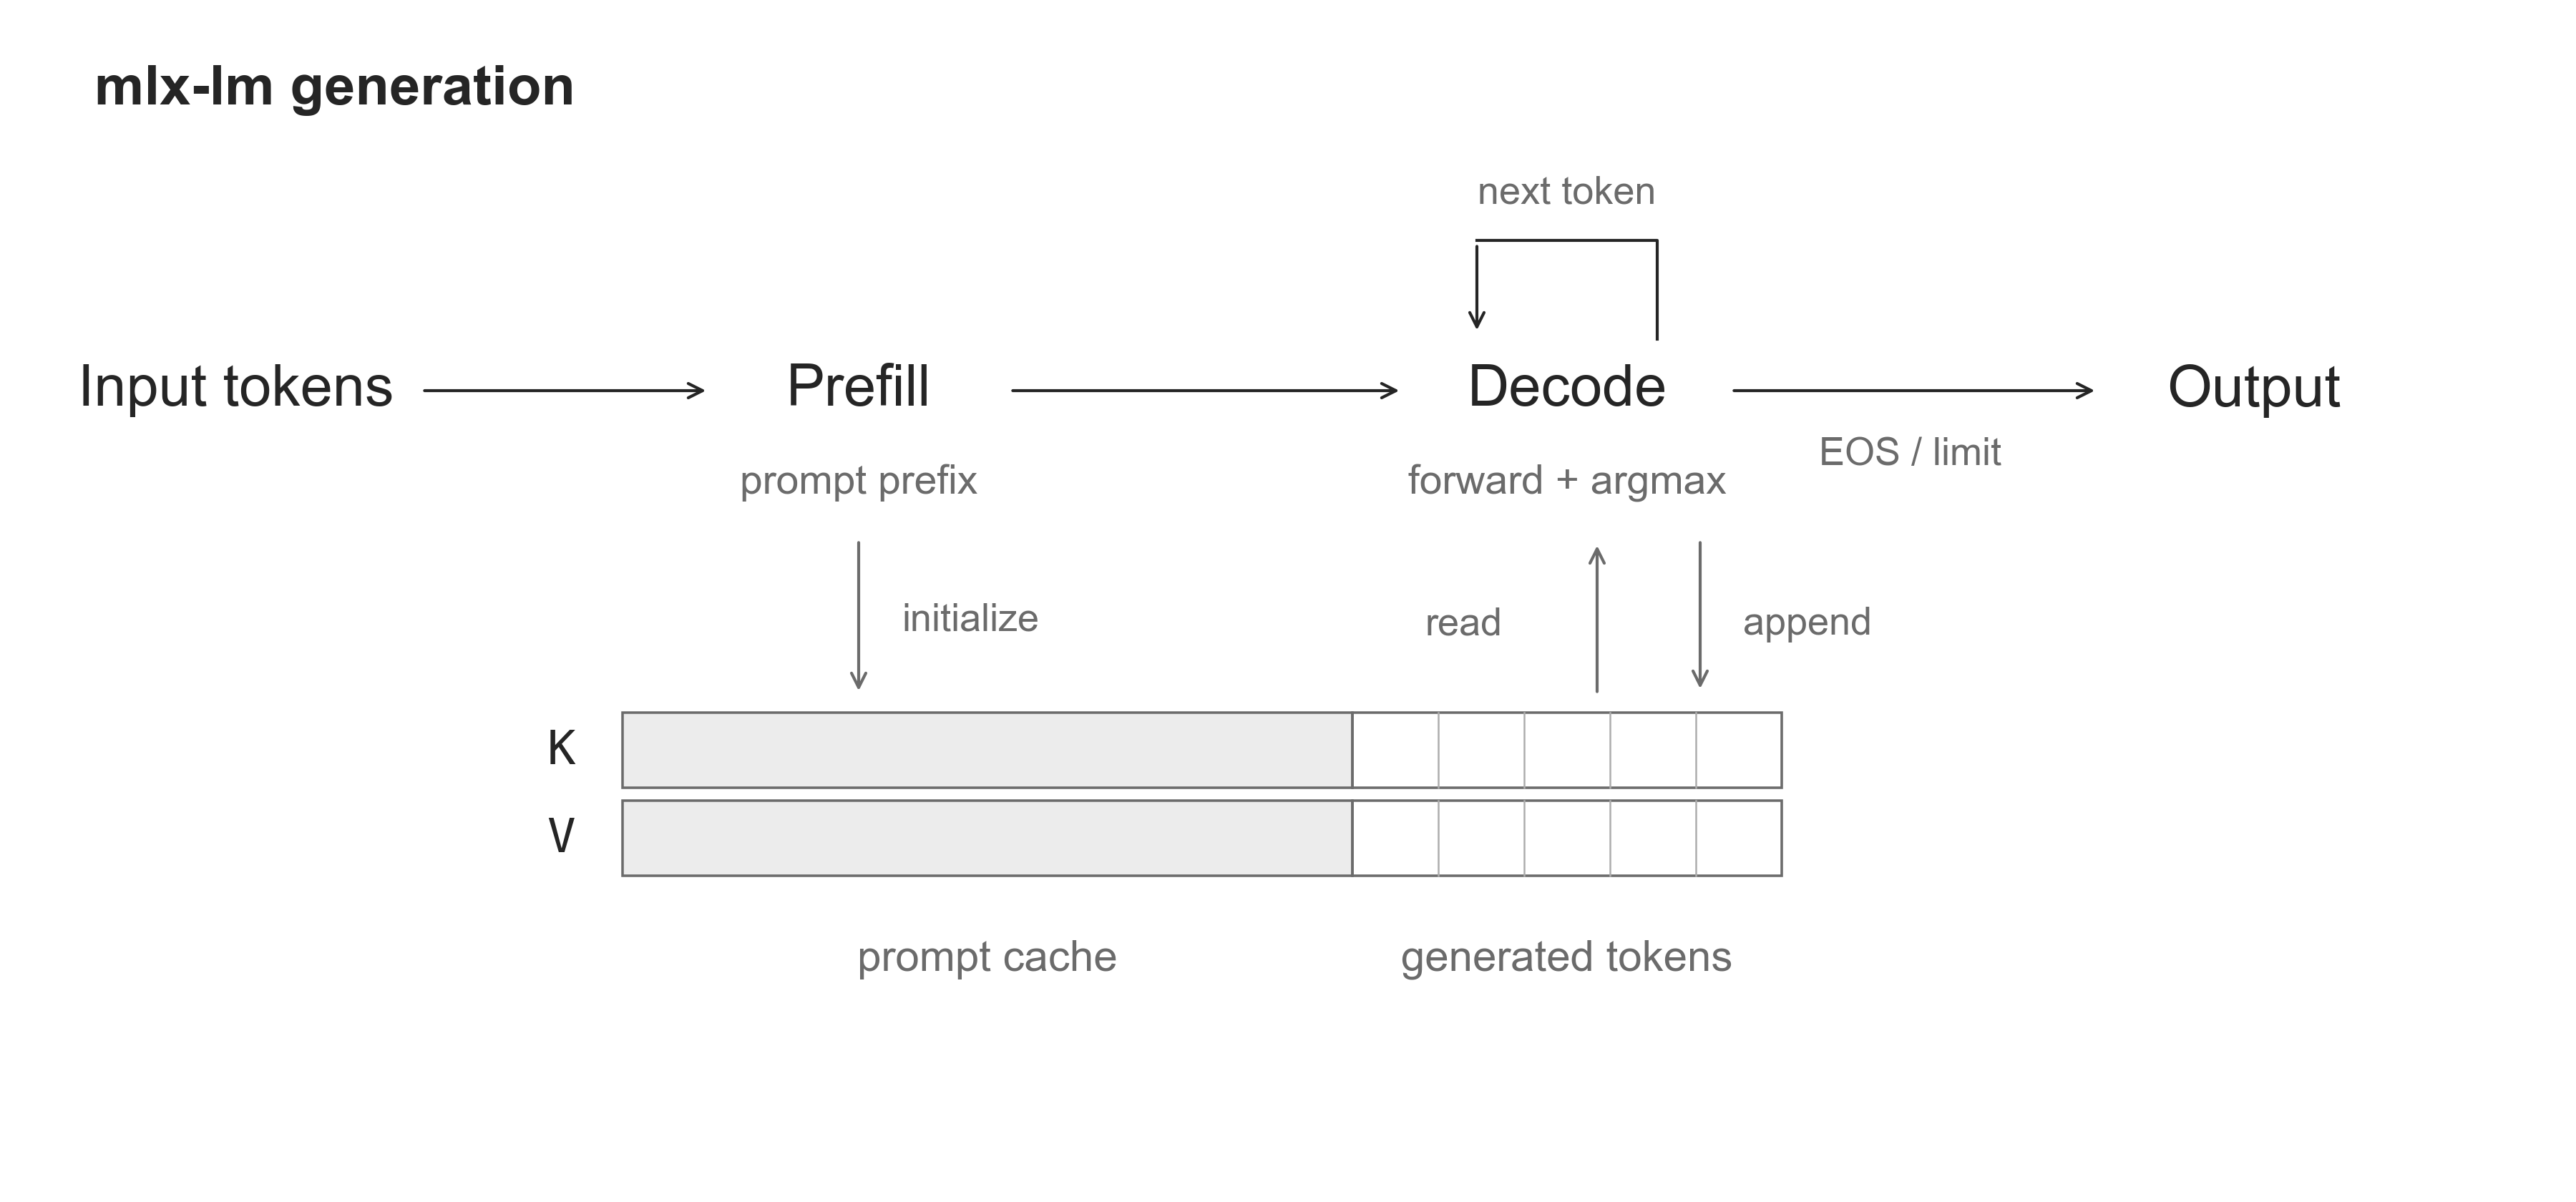 mlx-lm generation
next token
Input tokens
Prefill
Decode
Output
EOS / limit
prompt prefix
forward + argmax
initialize
read
append
K
V
prompt cache
generated tokens